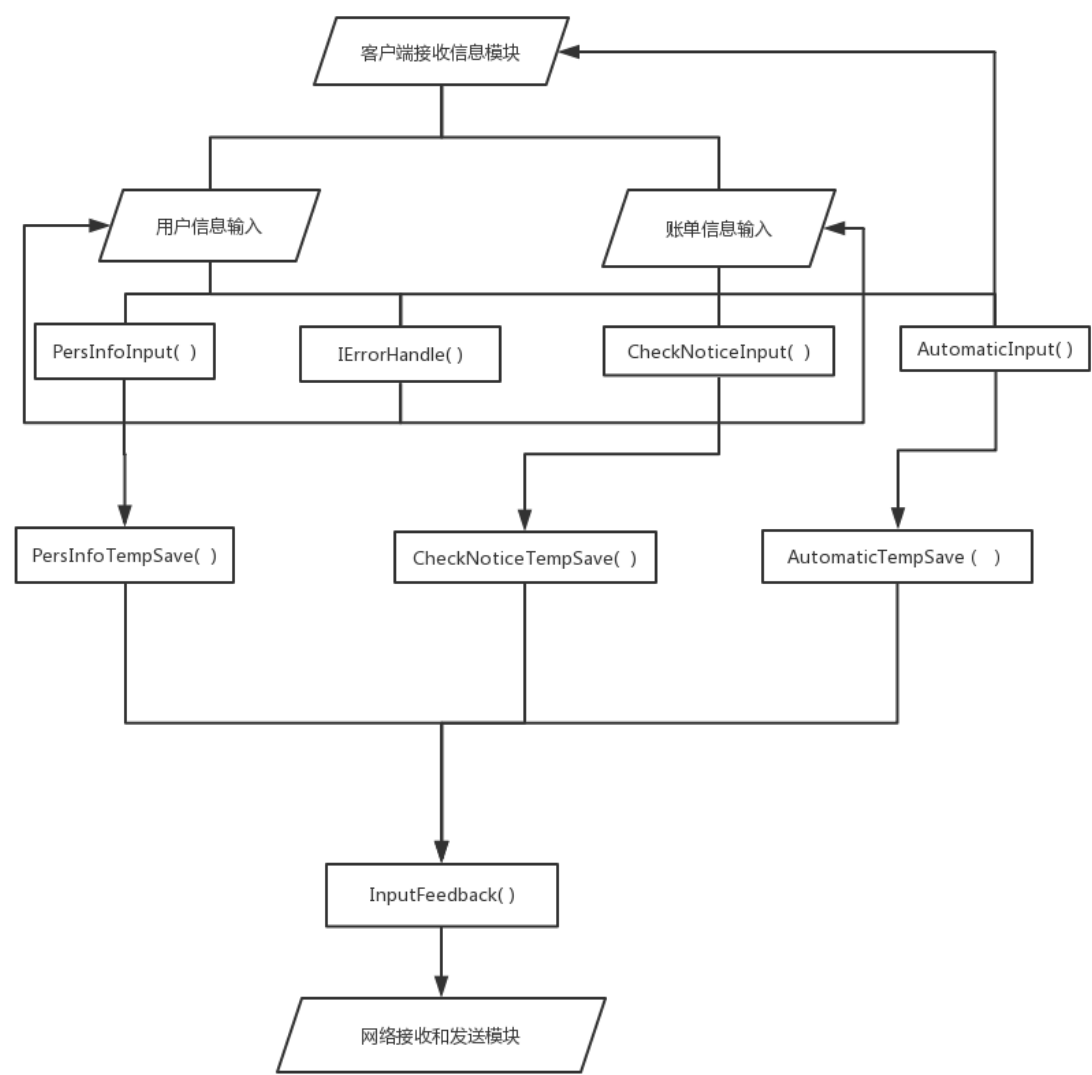 客户端接收信息模块
用户信息输入
账单信息输入
PersInfoInput(  )
IErrorHandle( )
CheckNoticeInput(  )
AutomaticInput( )
PersInfoTempSave(  )
CheckNoticeTempSave(  )
AutomaticTempSave (   )
InputFeedback( )
网络接收和发送模块